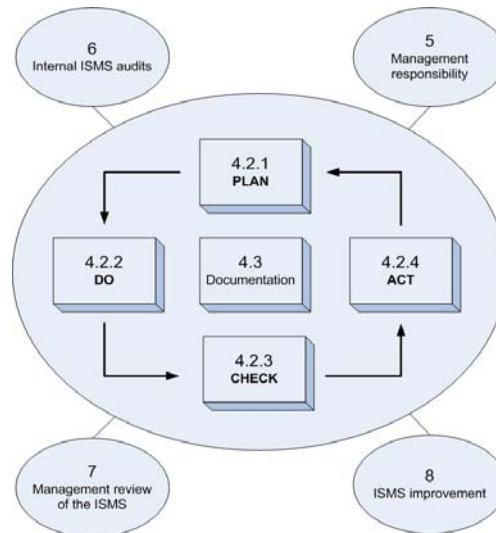 6
Internal ISMS audits
5
Management
responsibility
4.2.1
PLAN
4.2.2
DO
4.3
Documentation
4.2.4
ACT
4.2.3
CHECK
7
Management review
of the ISMS
8
ISMS improvement